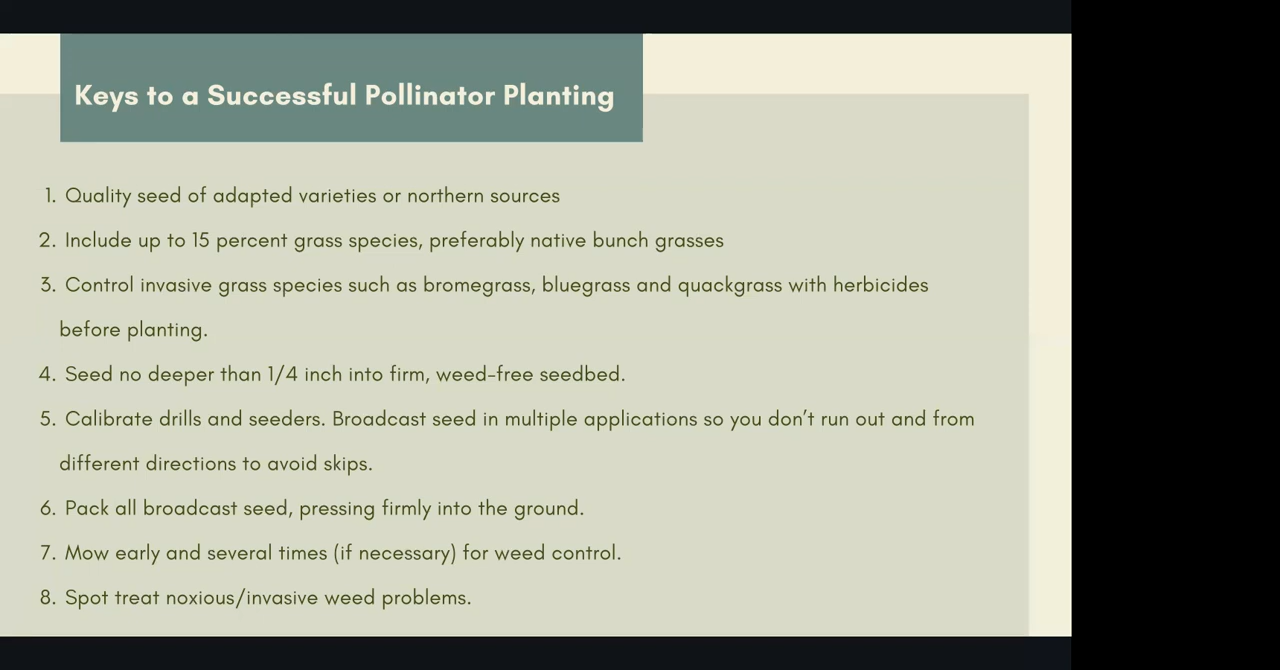 Keys to a Successful Pollinator Planting
1. Quality seed of adapted varieties or northern sources
2. Include up to 15 percent grass species, preferably native bunch grasses
3. Control invasive grass species such as bromegrass, bluegrass and quackgrass with herbicides
before planting.
4. Seed no deeper than 1/4 inch into firm, weed-free seedbed.
5. Calibrate drills and seeders. Broadcast seed in multiple applications so you don’t run out and from
different directions to avoid skips.
6. Pack all broadcast seed, pressing firmly into the ground.
7. Mow early and several times (if necessary) for weed control.
8. Spot treat noxious/invasive weed problems.